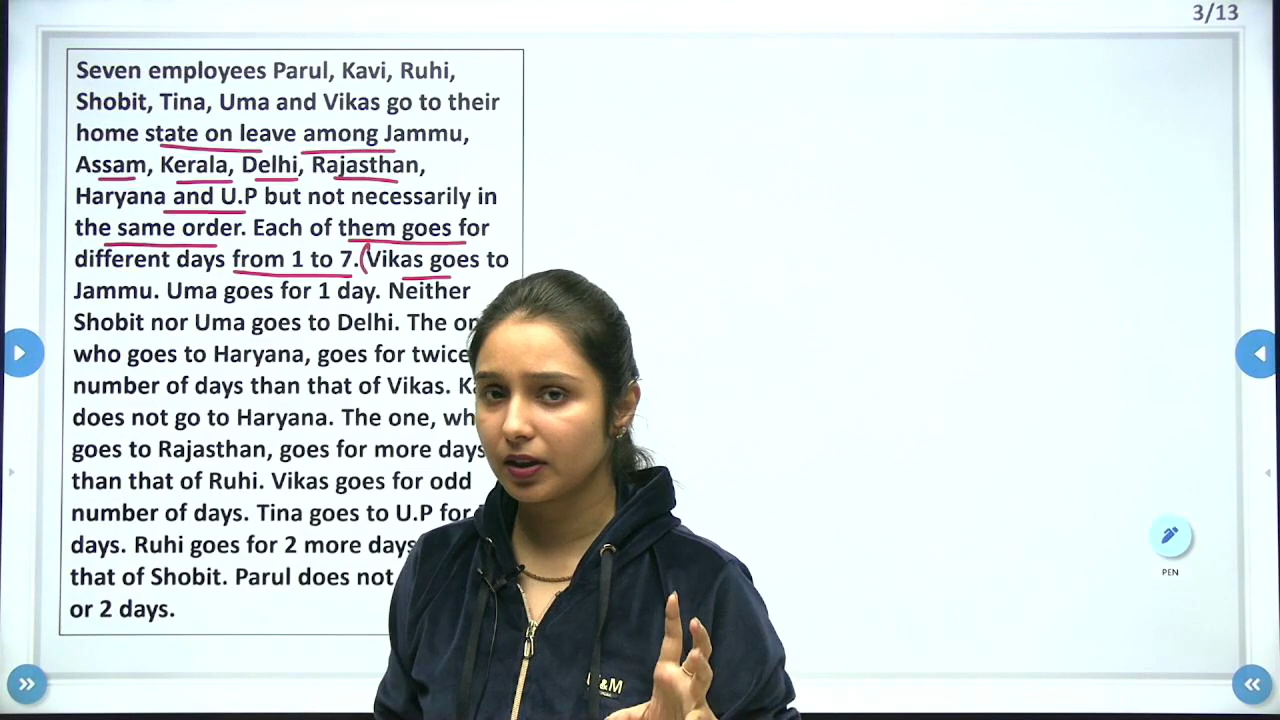 3/13
Seven employees Parul, Kavi, Ruhi,
Shobit, Tina, Uma and Vikas go to their
home state on leave among Jammu,
Assam, Kerala, Delhi, Rajasthan,
Haryana and U.P but not necessarily in
the same order. Each of them goes for
different days from 1 to 7. Vikas goes to
Jammu. Uma goes for 1 day. Neither
Shobit nor Uma goes to Delhi. The
who goes to Haryana, goes for twice
number of days than that of Vikas.
does not go to Haryana. The one,
goes to Rajasthan, goes for more days
than that of Ruhi. Vikas goes for odd
number of days. Tina goes to U.P for
days. Ruhi goes for 2 more days
that of Shobit. Parul does not
or 2 days.
PEN